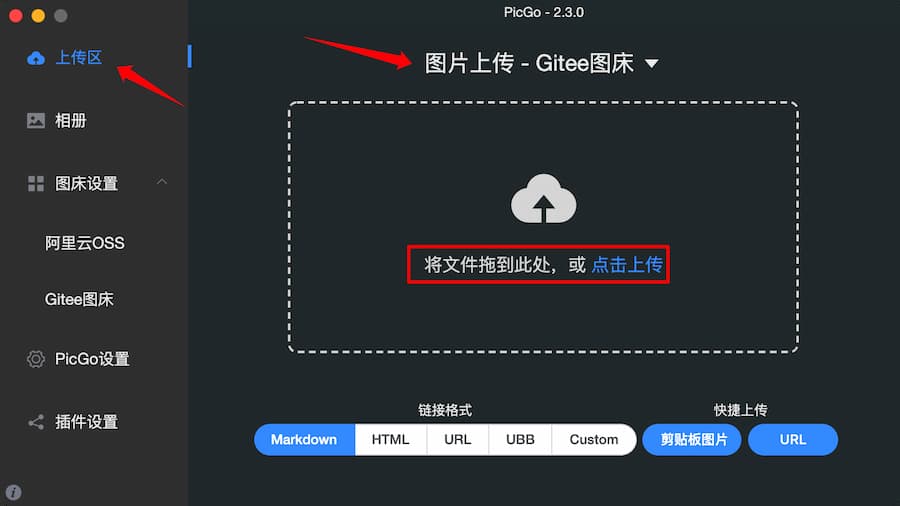 PicGo - 2.3.0
上传区
相册
图床设置
阿里云OSS
Gitee图床
PicGo设置
插件设置
图片上传 - Gitee图床
将文件拖到此处，或 点击上传
链接格式
Markdown HTML URL UBB Custom
快捷上传
剪贴板图片 URL
i